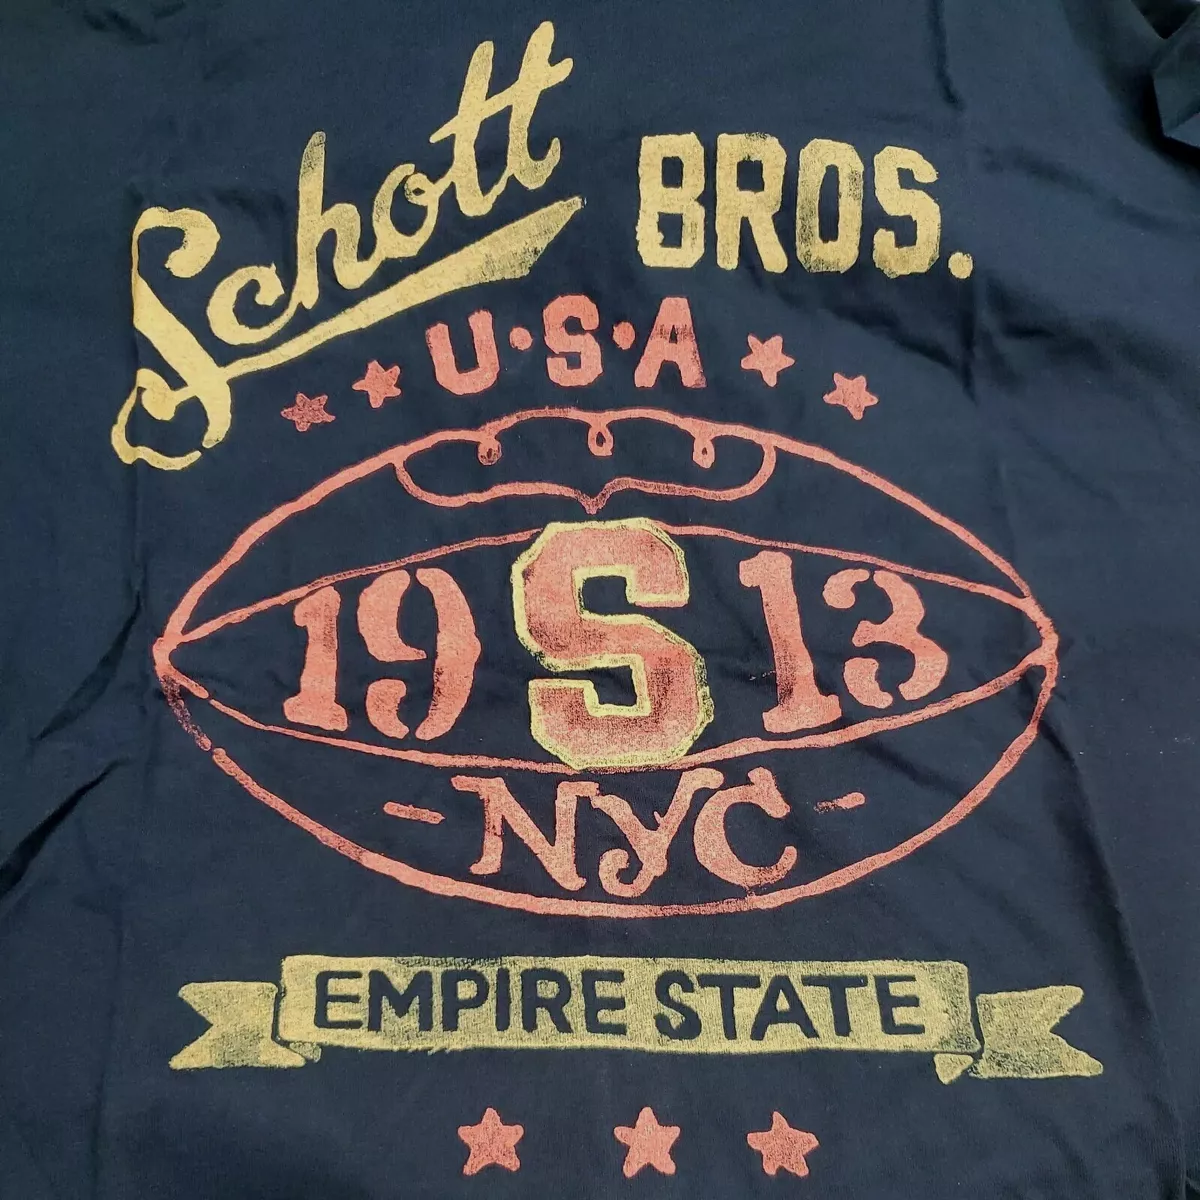 Schott BROS.
U·S·A
19 S 13
-NYC-
EMPIRE STATE